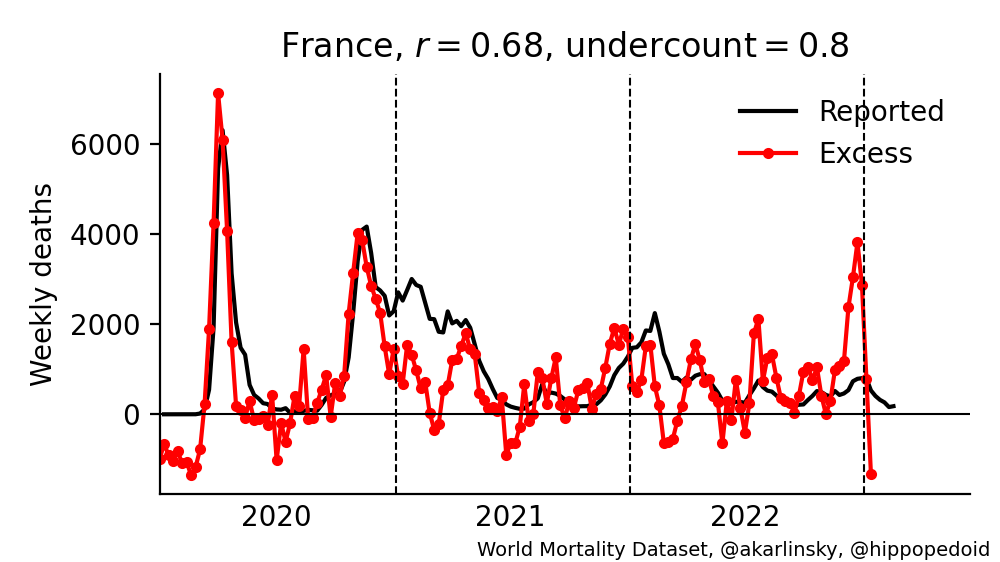 France, r = 0.68, undercount = 0.8
Reported
Excess
Weekly deaths
6000
4000
2000
0
2020 2021 2022
World Mortality Dataset, @akarlinsky, @hippopedoid